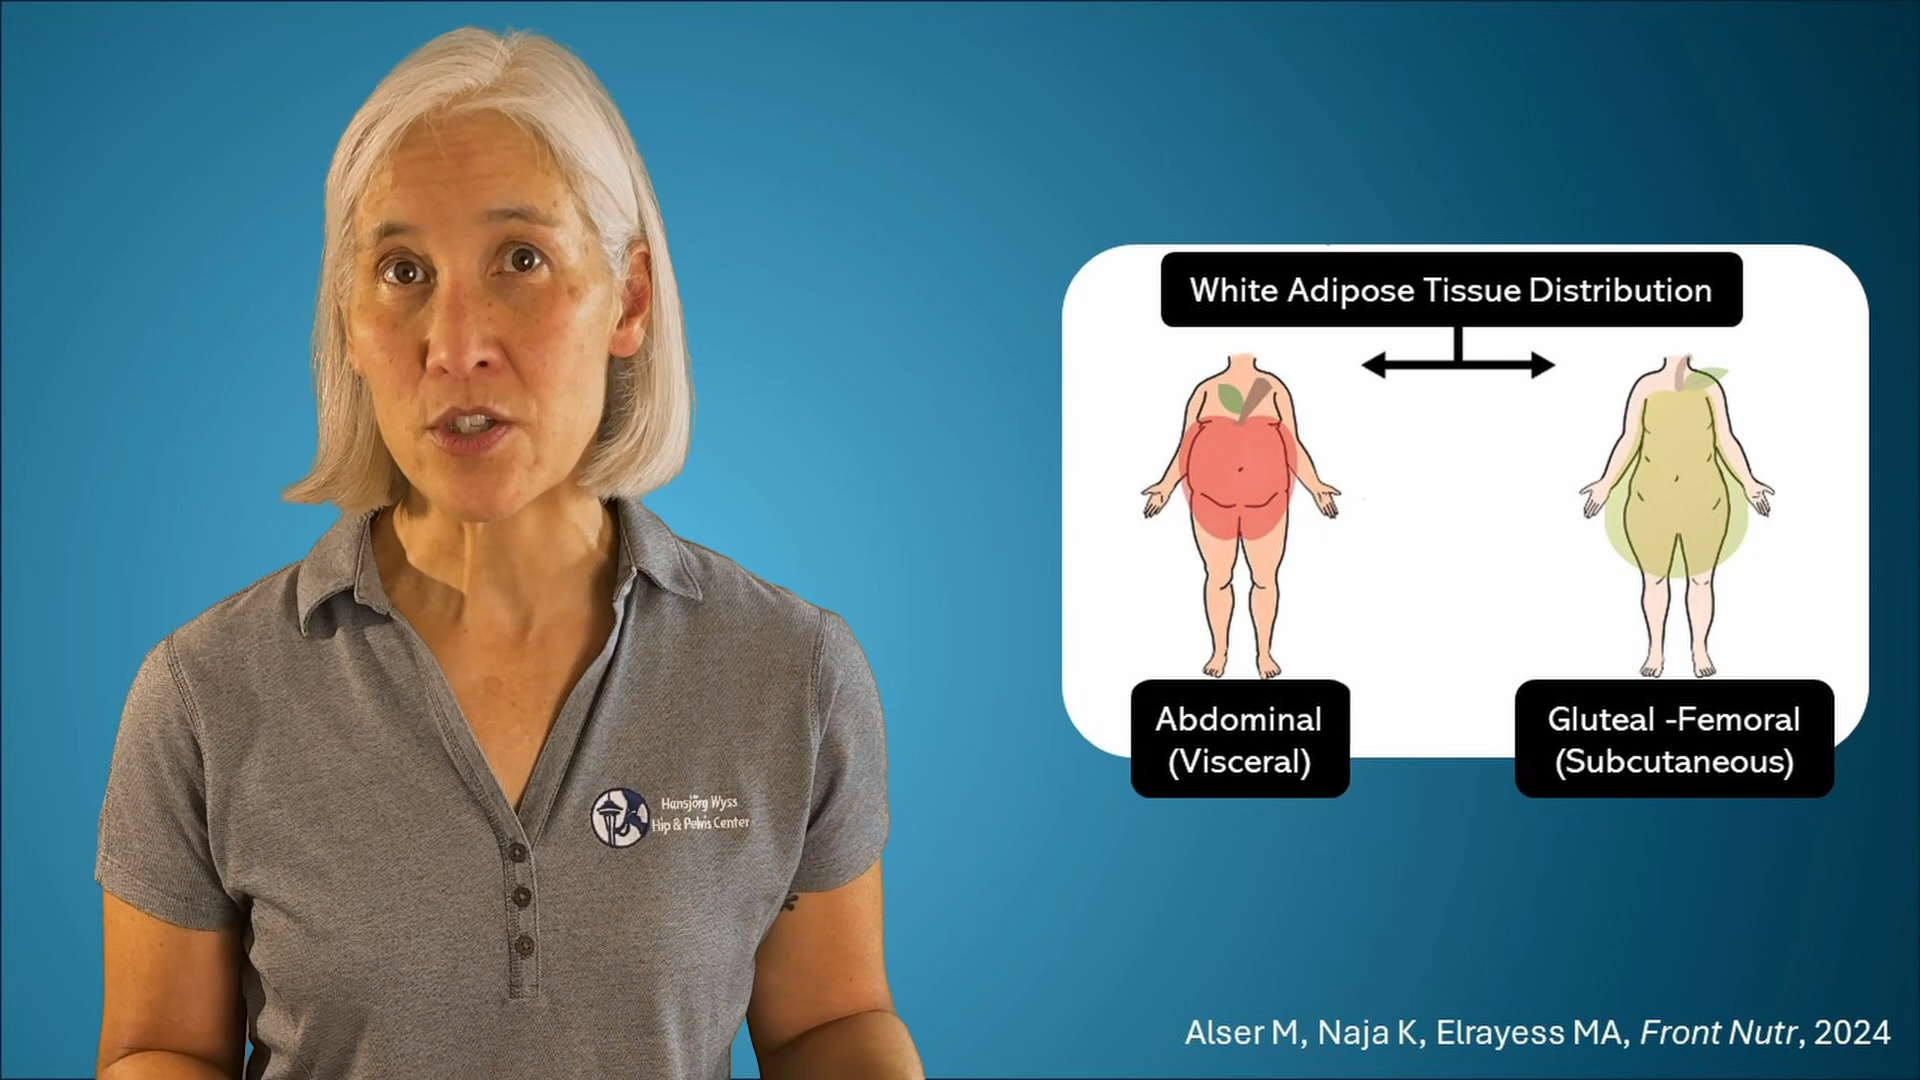 White Adipose Tissue Distribution
Abdominal
(Visceral)
Gluteal -Femoral
(Subcutaneous)
Hansjörg Wyss
Hip & Pelvis Center
Alser M, Naja K, Elrayess MA, Front Nutr, 2024